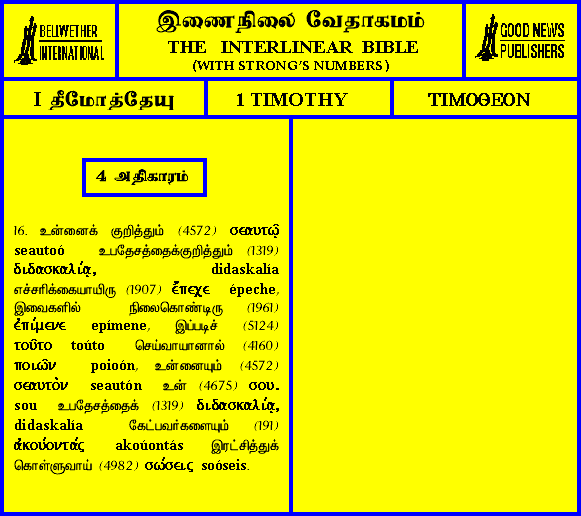 BELIWETHER
INTERNATIONAL
இணைநிலை வேதாகமம்
THE INTERLINEAR BIBLE
(WITH STRONG'S NUMBERS)
GOOD NEWS
PUBLISHERS
I தீமோத்தேயு
1 TIMOTHY
ΤΙΜΟΘΕΟΝ
4 அதிகாரம்
16. உன்னைக் குறித்தும் (4572) σεαυτῷ
seautoó உபதேசத்தைக்குறித்தும் (1319)
διδασκαλίᾳ, didaskalía
எச்சரிக்கையாயிரு (1907) ἔπεχε épeche,
இவைகளில் நிலைகொண்டிரு (1961)
ἐπίμενε epímene, இப்படிச் (5124)
τοῦτο toúto செய்வாயானால் (4160)
ποιῶν poioón, உன்னையும் (4572)
σεαυτὸν seautón உன் (4675) σου.
sou உபதேசத்தைக் (1319) διδασκαλίᾳ,
didaskalía கேட்பவர்களையும் (191)
ἀκούοντάς akoúontás இரட்சித்துக்
கொள்ளுவாய் (4982) σώσεις soóseis.